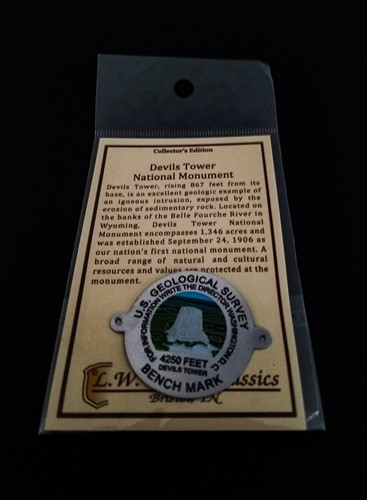 Collector's Edition
Devils Tower
National Monument
Devils Tower, rising 867 feet from its
base, is an excellent geologic example of
an igneous intrusion, exposed by the
erosion of sedimentary rock. Located on
the banks of the Belle Fourche River in
Wyoming, Devils Tower National
Monument encompasses 1,346 acres and
was established September 24, 1906 as
our nation's first national monument. A
broad range of natural and cultural
resources and values are protected at the
monument.
U.S. GEOLOGICAL SURVEY
FOR INFORMATION WRITE THE DIRECTOR WASHINGTON D.C.
4250 FEET
DEVILS TOWER
BENCH MARK
L.W.
TN